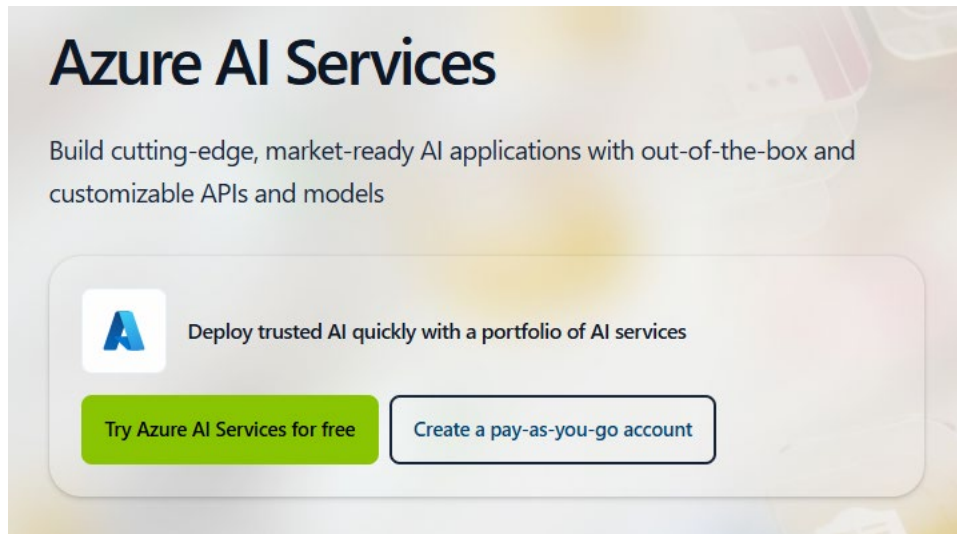 Azure AI Services
Build cutting-edge, market-ready AI applications with out-of-the-box and
customizable APIs and models
Deploy trusted AI quickly with a portfolio of AI services
Try Azure AI Services for free
Create a pay-as-you-go account